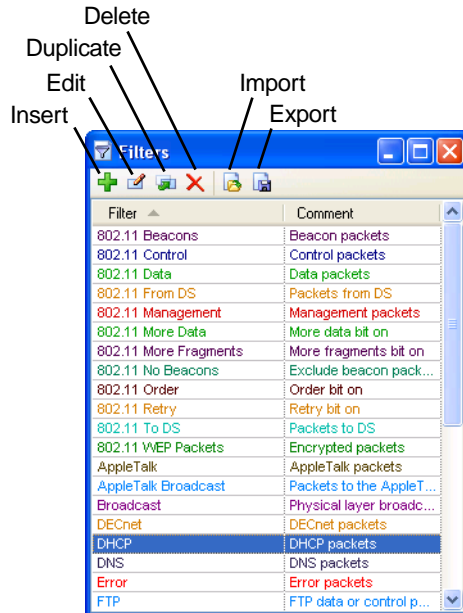 Delete
Duplicate
Edit
Import
Insert
Export
Filters
Filter Comment
802.11 Beacons Beacon packets
802.11 Control Control packets
802.11 Data Data packets
802.11 From DS Packets from DS
802.11 Management Management packets
802.11 More Data More data bit on
802.11 More Fragments More fragments bit on
802.11 No Beacons Exclude beacon pack...
802.11 Order Order bit on
802.11 Retry Retry bit on
802.11 To DS Packets to DS
802.11 WEP Packets Encrypted packets
AppleTalk AppleTalk packets
AppleTalk Broadcast Packets to the AppleT...
Broadcast Physical layer broadc...
DECnet DECnet packets
DHCP DHCP packets
DNS DNS packets
Error Error packets
FTP FTP data or control p...